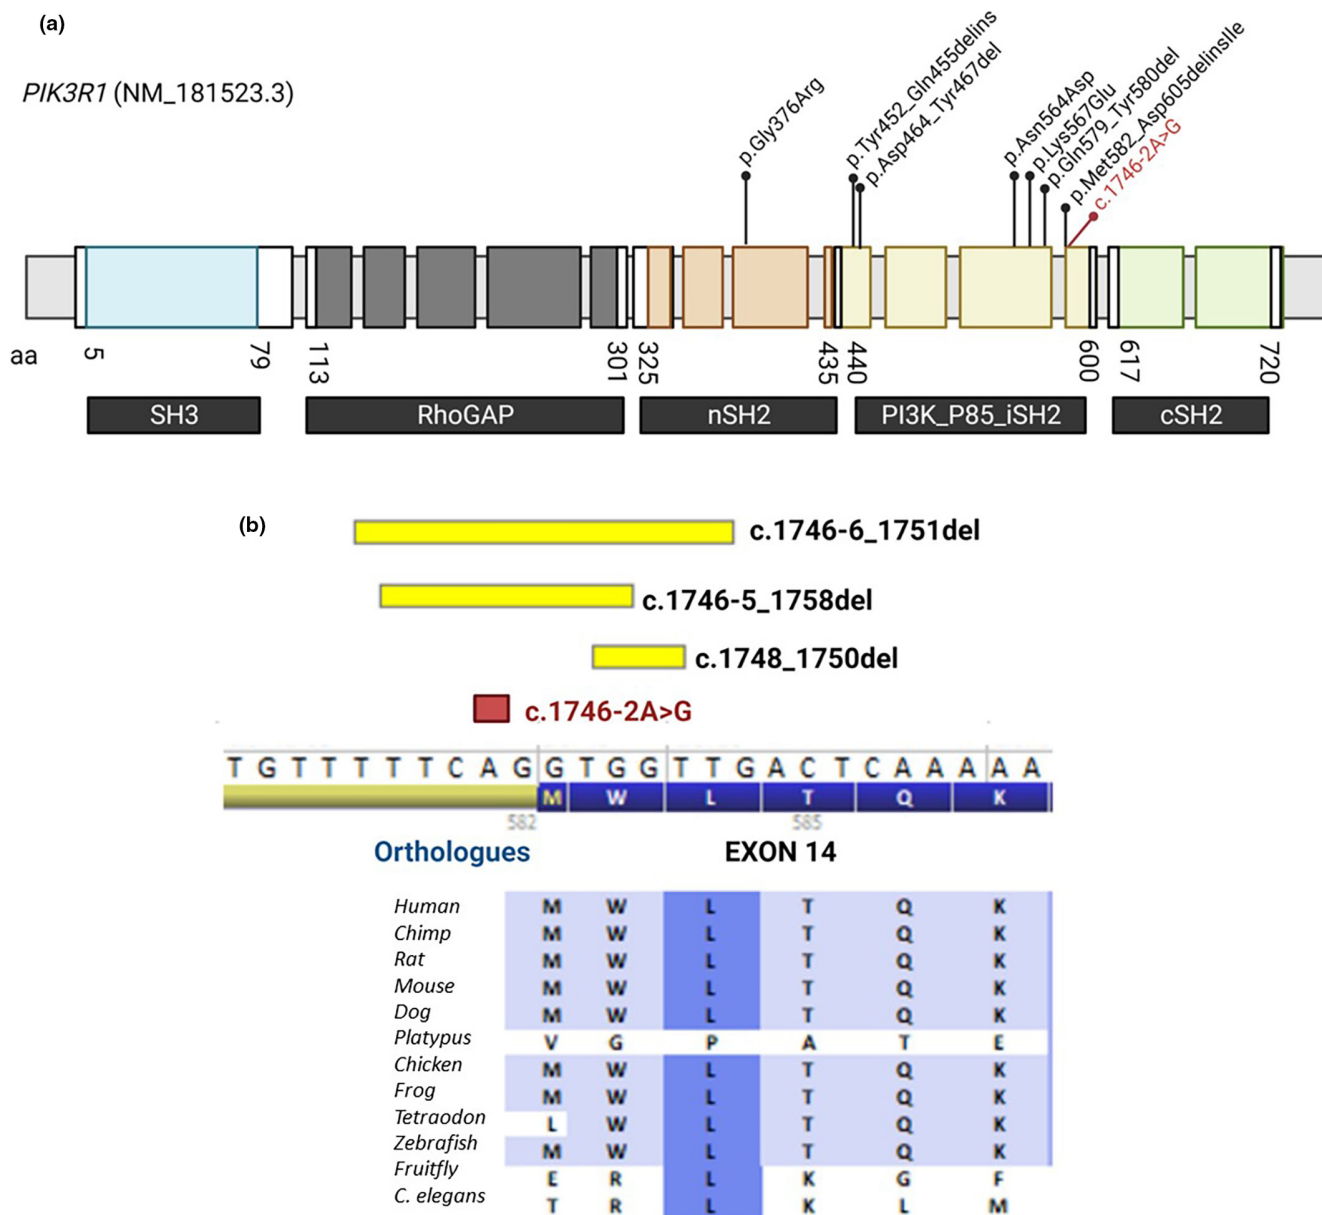 (a)
PIK3R1 (NM_181523.3)
p.Gly376Arg
p.Tyr452_Gln455delins
p.Asp464_Tyr467del
p.Asn564Asp
p.Lys567Glu
p.Gln579_Tyr580del
p.Met582_Asp605delinsIle
c.1746-2A>G
aa 5 79 113 301 325 435 440 600 617 720
SH3 RhoGAP nSH2 PI3K_P85_iSH2 cSH2
(b)
c.1746-6_1751del
c.1746-5_1758del
c.1748_1750del
c.1746-2A>G
T G T T T T T C A G G T G G T T G A C T C A A A A A
M W L T Q K
582 585
Orthologues EXON 14
Human M W L T Q K
Chimp M W L T Q K
Rat M W L T Q K
Mouse M W L T Q K
Dog M W L T Q K
Platypus V G P A T E
Chicken M W L T Q K
Frog M W L T Q K
Tetraodon L W L T Q K
Zebrafish M W L T Q K
Fruitfly E R L K G F
C. elegans T R L K L M